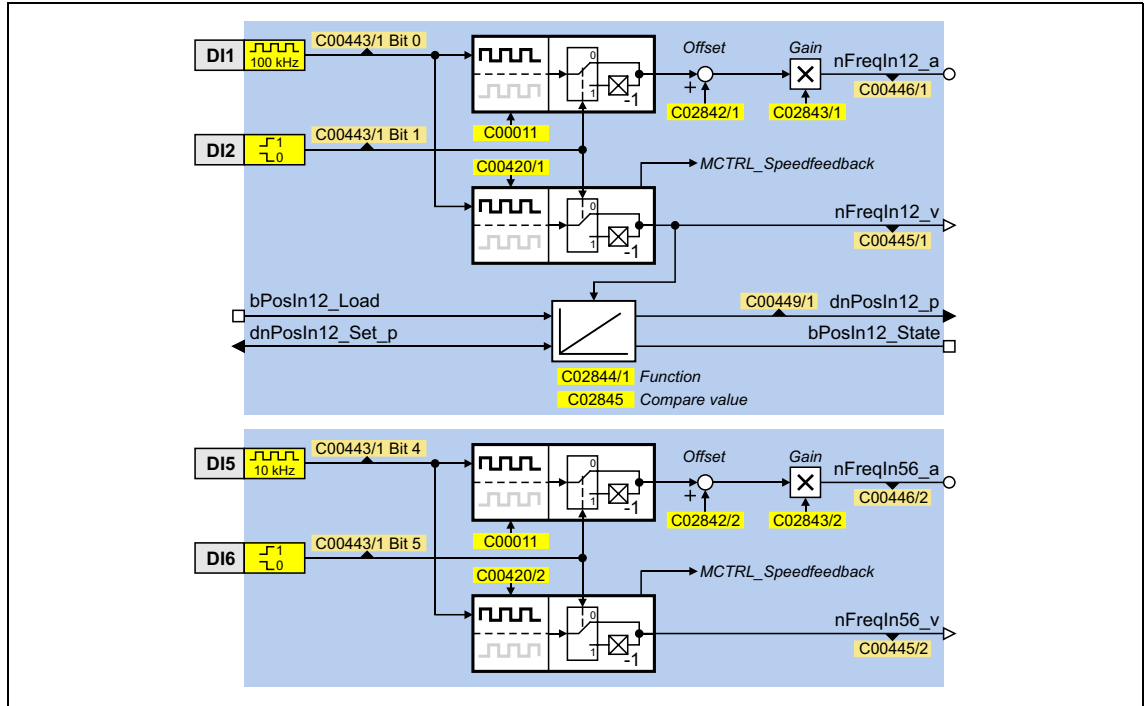 Offset Gain
DI1 100 kHz C00443/1 Bit 0 0 1 -1 + nFreqIn12_a
C00011 C02842/1 C02843/1 C00446/1
DI2 1 0 C00443/1 Bit 1
C00420/1 MCTRL_Speedfeedback
0 1 -1 nFreqIn12_v
C00445/1
bPosIn12_Load C00449/1 dnPosIn12_p
dnPosIn12_Set_p bPosIn12_State
C02844/1 Function
C02845 Compare value
Offset Gain
DI5 10 kHz C00443/1 Bit 4 0 1 -1 + nFreqIn56_a
C00011 C02842/2 C02843/2 C00446/2
DI6 1 0 C00443/1 Bit 5
C00420/2 MCTRL_Speedfeedback
0 1 -1 nFreqIn56_v
C00445/2